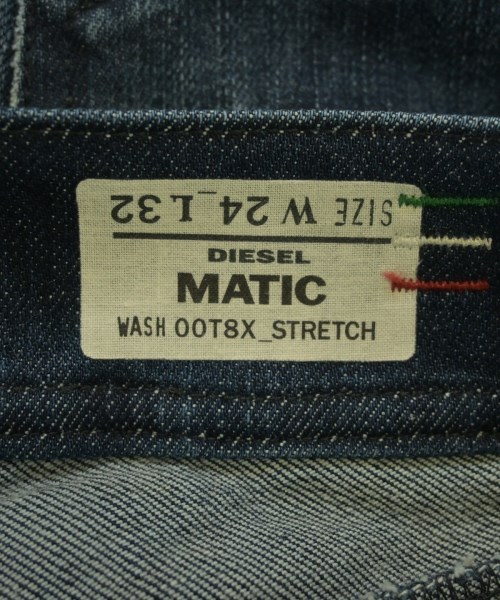 SIZE W 24_L 32
DIESEL
MATIC
WASH 00T8X_STRETCH